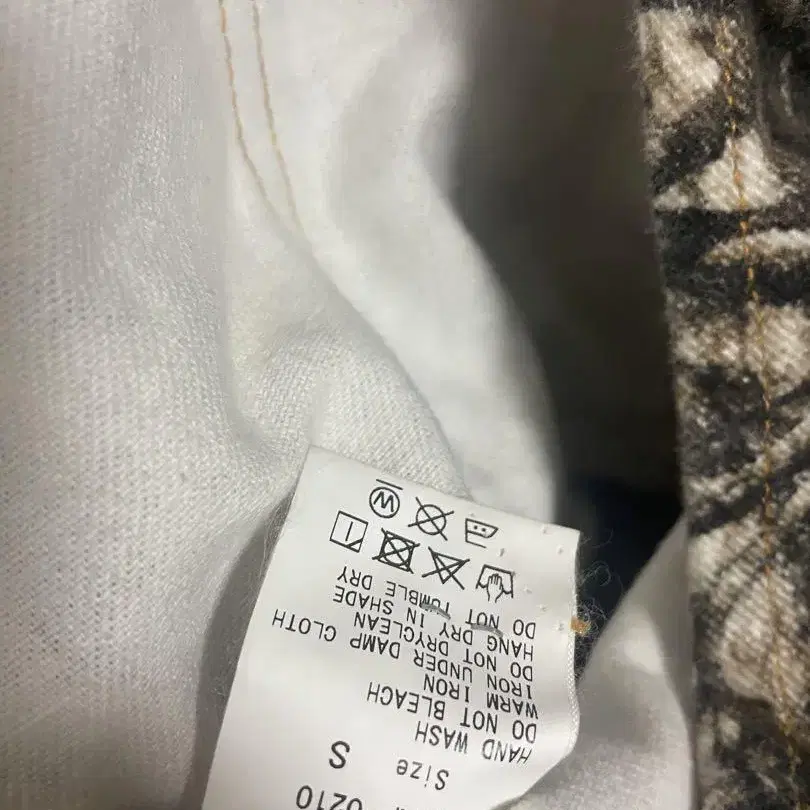 0210
Size S
HAND WASH
DO NOT BLEACH
WARM IRON
IRON UNDER DAMP CLOTH
DO NOT DRYCLEAN
HANG DRY IN SHADE
DO NOT TUMBLE DRY
W